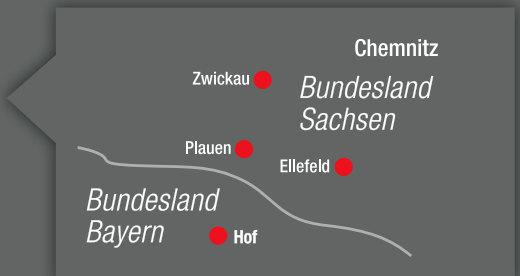 Chemnitz
Zwickau
Bundesland
Sachsen
Plauen
Ellefeld
Bundesland
Bayern
Hof